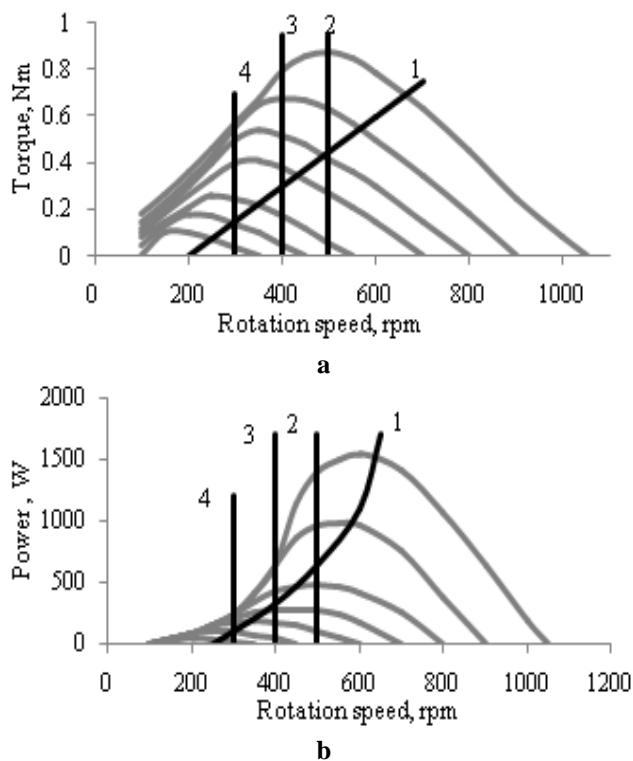 1
3 2
0.8
4
1
0.6
0.4
0.2
0
0 200 400 600 800 1000
Torque, Nm
Rotation speed, rpm
a
2000
3 2 1
1500
4
1000
500
0
0 200 400 600 800 1000 1200
Power , W
Rotation speed, rpm
b